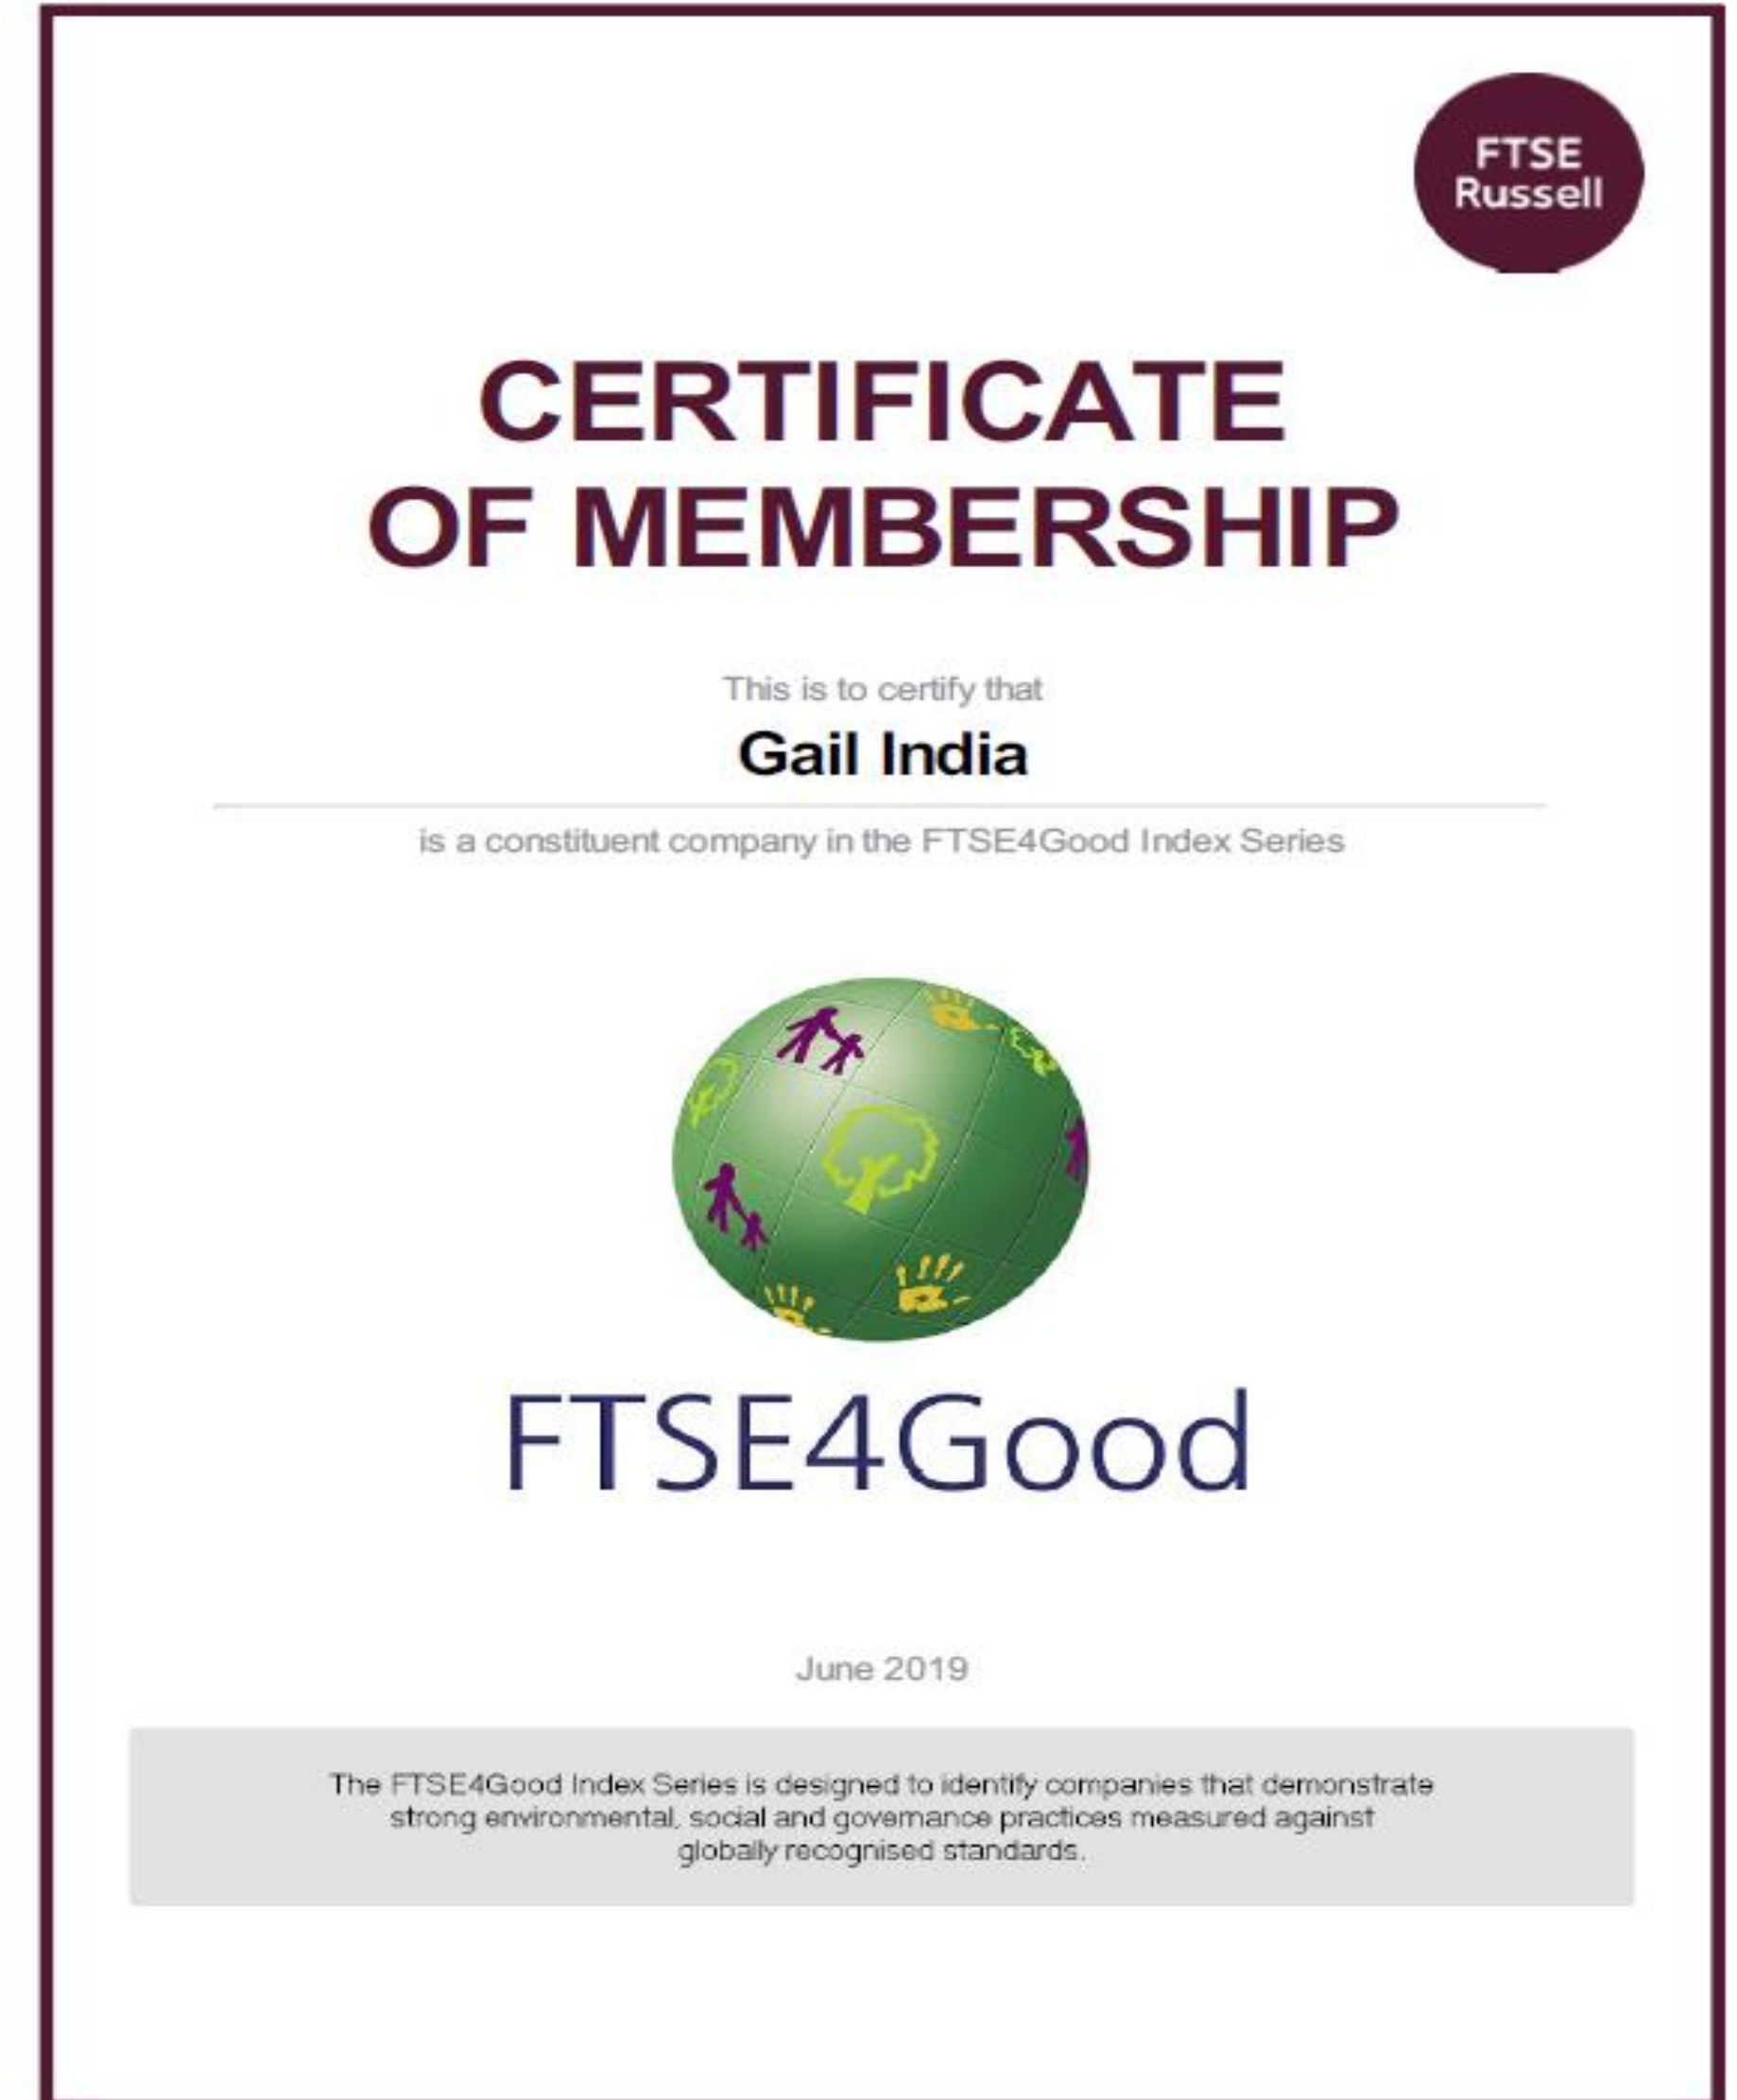 FTSE
Russell
CERTIFICATE
OF MEMBERSHIP
This is to certify that
Gail India
is a constituent company in the FTSE4Good Index Series
FTSE4Good
June 2019
The FTSE4Good Index Series is designed to identify companies that demonstrate
strong environmental, social and governance practices measured against
globally recognised standards.